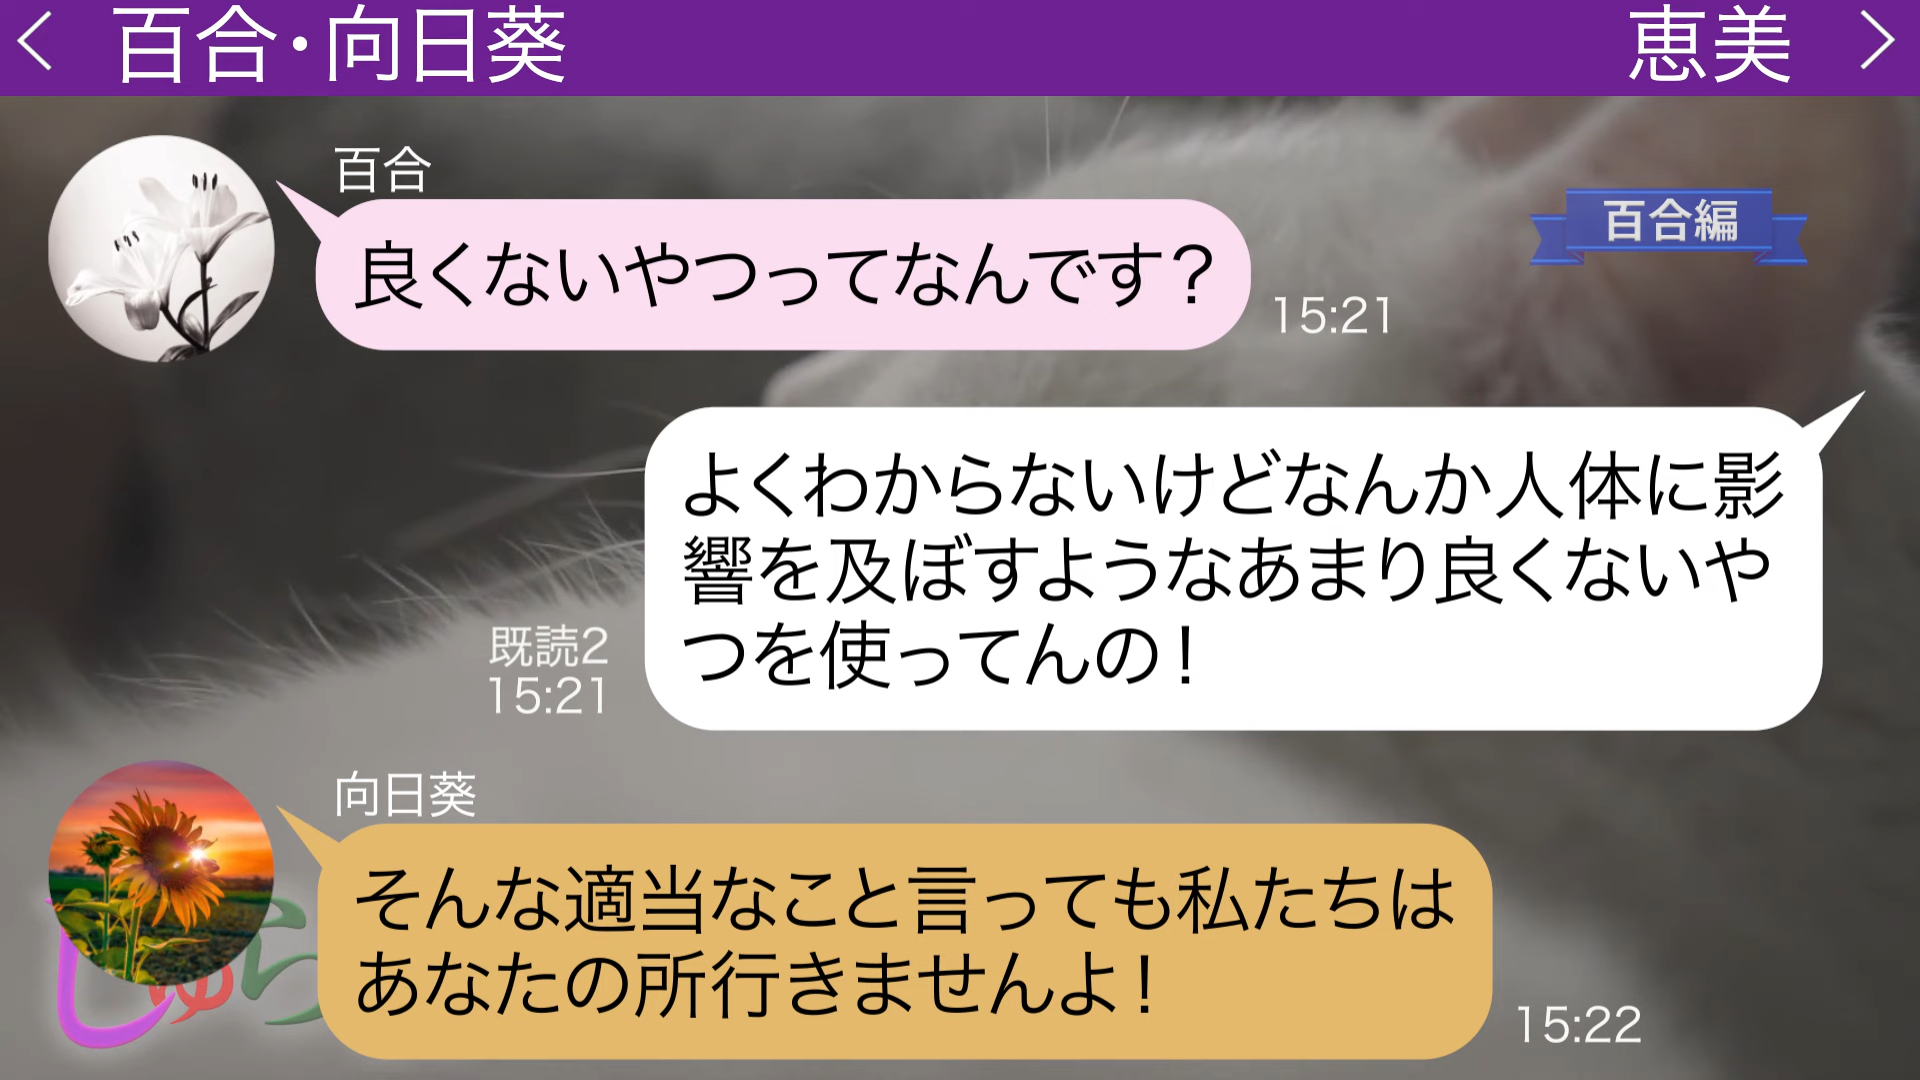 百合・向日葵
恵美
百合
百合編
良くないやつってなんです？
15:21
よくわからないけどなんか人体に影
響を及ぼすようなあまり良くないや
つを使ってんの！
既読2
15:21
向日葵
そんな適当なこと言っても私たちは
あなたの所行きませんよ！
15:22